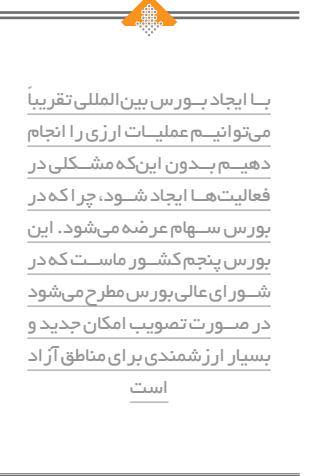 با ایجاد بورس بین‌المللی تقریباً
می‌توانیم عملیات ارزی را انجام
دهیم بدون این‌که مشکلی در
فعالیت‌ها ایجاد شود، چرا که در
بورس سهام عرضه می‌شود. این
بورس پنجم کشور ماست که در
شورای عالی بورس مطرح می‌شود
در صورت تصویب امکان جدید و
بسیار ارزشمندی برای مناطق آزاد
است